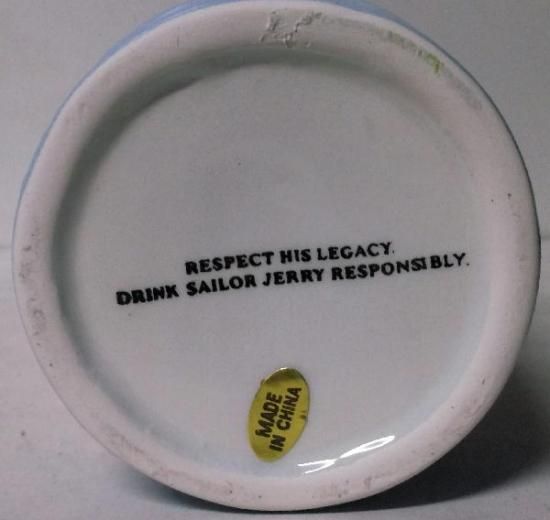 RESPECT HIS LEGACY.
DRINK SAILOR JERRY RESPONSIBLY.
MADE
IN CHINA